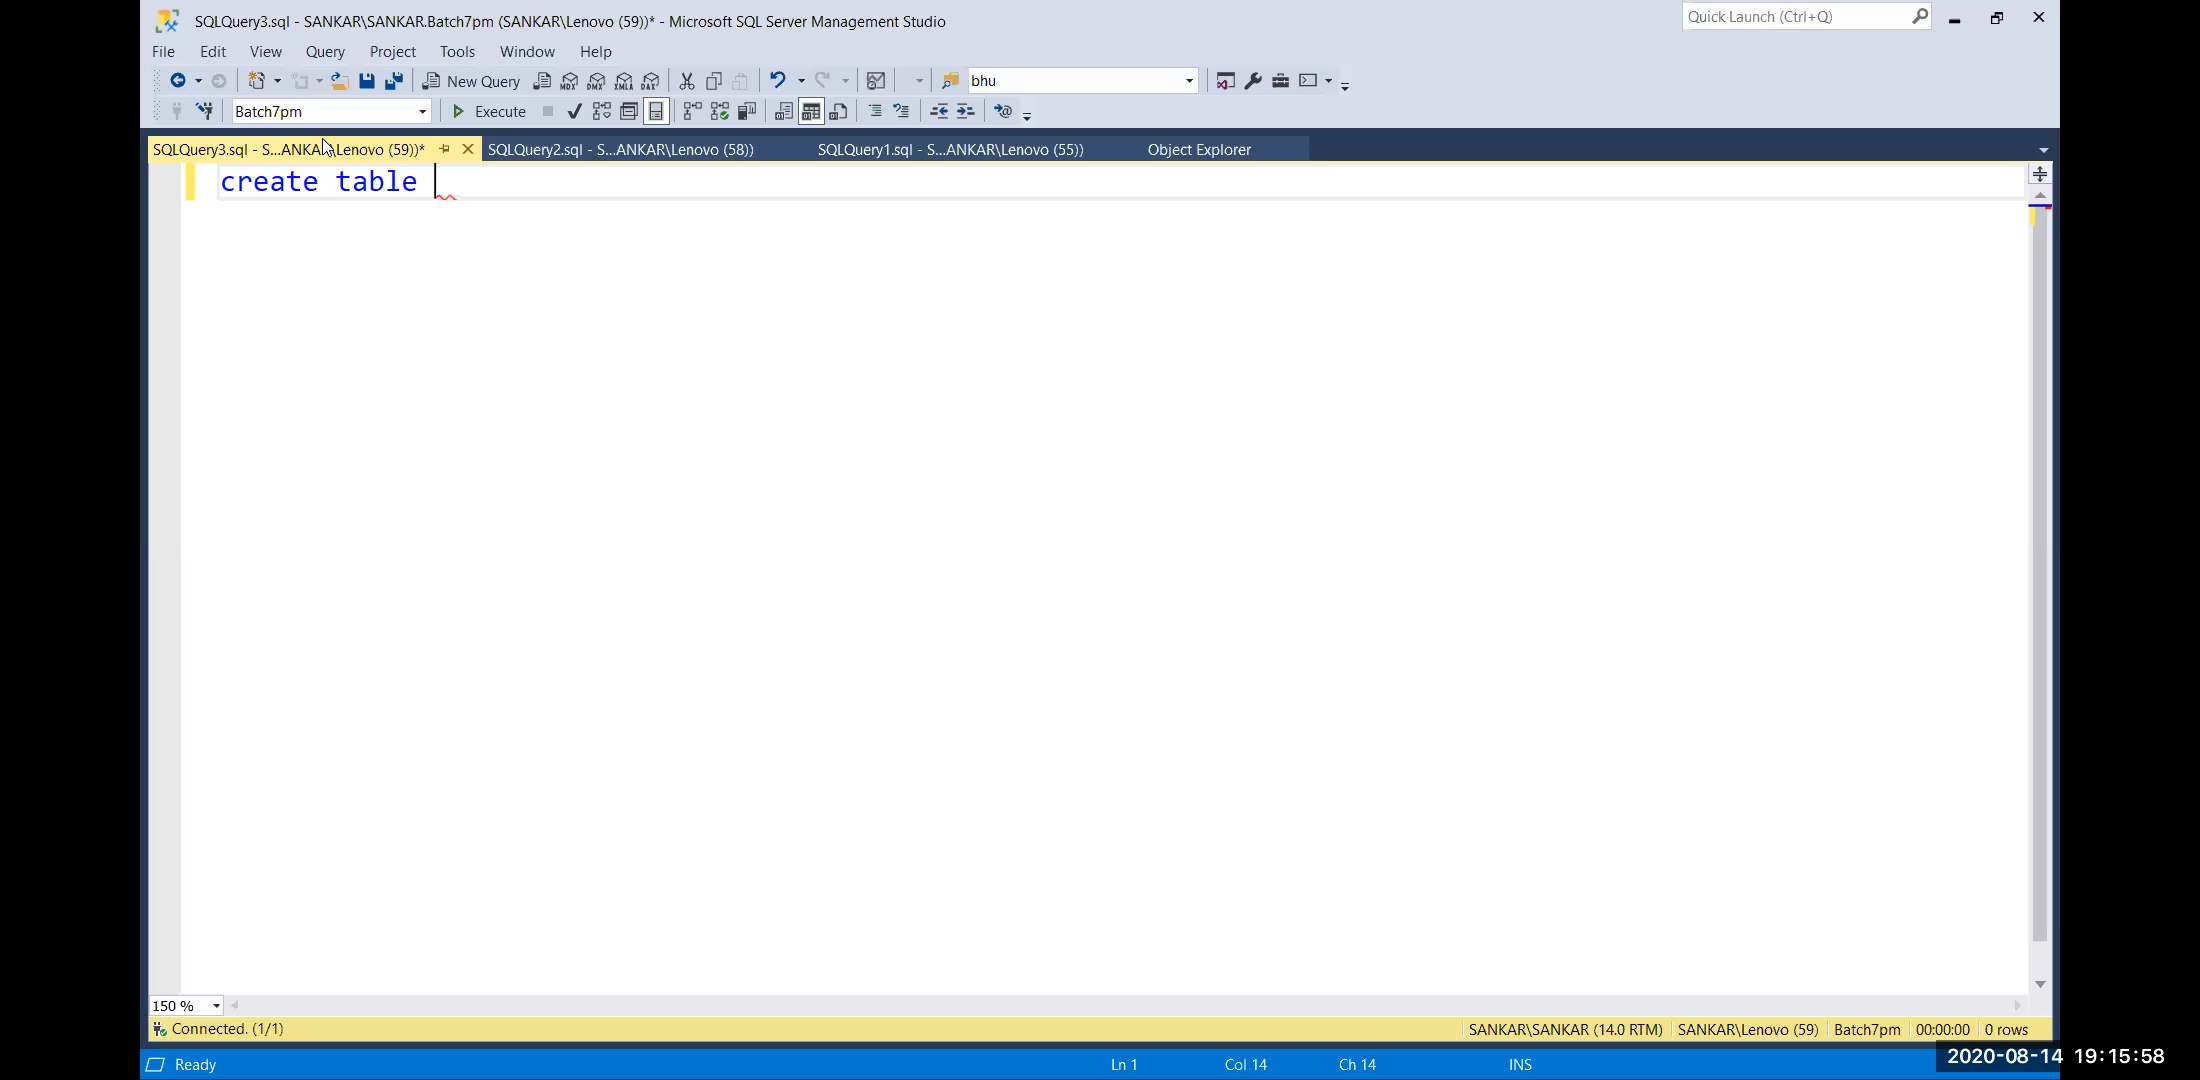 SQLQuery3.sql - SANKAR\SANKAR.Batch7pm (SANKAR\Lenovo (59))* - Microsoft SQL Server Management Studio
Quick Launch (Ctrl+Q)
File Edit View Query Project Tools Window Help
New Query MDX DMX XMLA DAX bhu
Batch7pm Execute
SQLQuery3.sql - S...ANKAR\Lenovo (59))* SQLQuery2.sql - S...ANKAR\Lenovo (58)) SQLQuery1.sql - S...ANKAR\Lenovo (55)) Object Explorer
create table
150 %
Connected. (1/1) SANKAR\SANKAR (14.0 RTM) SANKAR\Lenovo (59) Batch7pm 00:00:00 0 rows
Ready Ln 1 Col 14 Ch 14 INS
2020-08-14 19:15:58